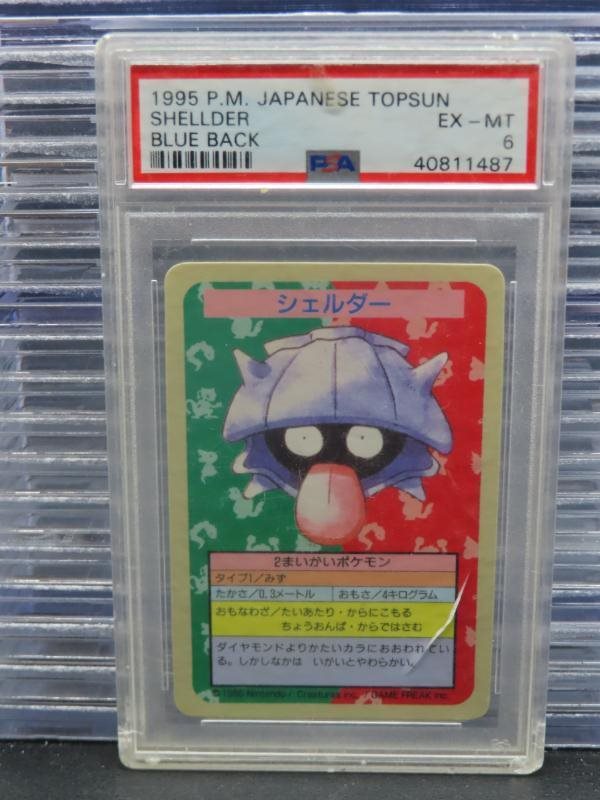 1995 P.M. JAPANESE TOPSUN
SHELLDER EX-MT
BLUE BACK 6
PSA 40811487
シェルダー
2まいがいポケモン
タイプ1/みず
たかさ/0.3メートル おもさ/4キログラム
おもなわざ/たいあたり・からにこもる
ちょうおんぱ・からではさむ
ダイヤモンドよりかたいカラにおおわれてい
る。しかしなかは いがいとやわらかい。
©1995 Nintendo / Creatures inc. / GAME FREAK inc.